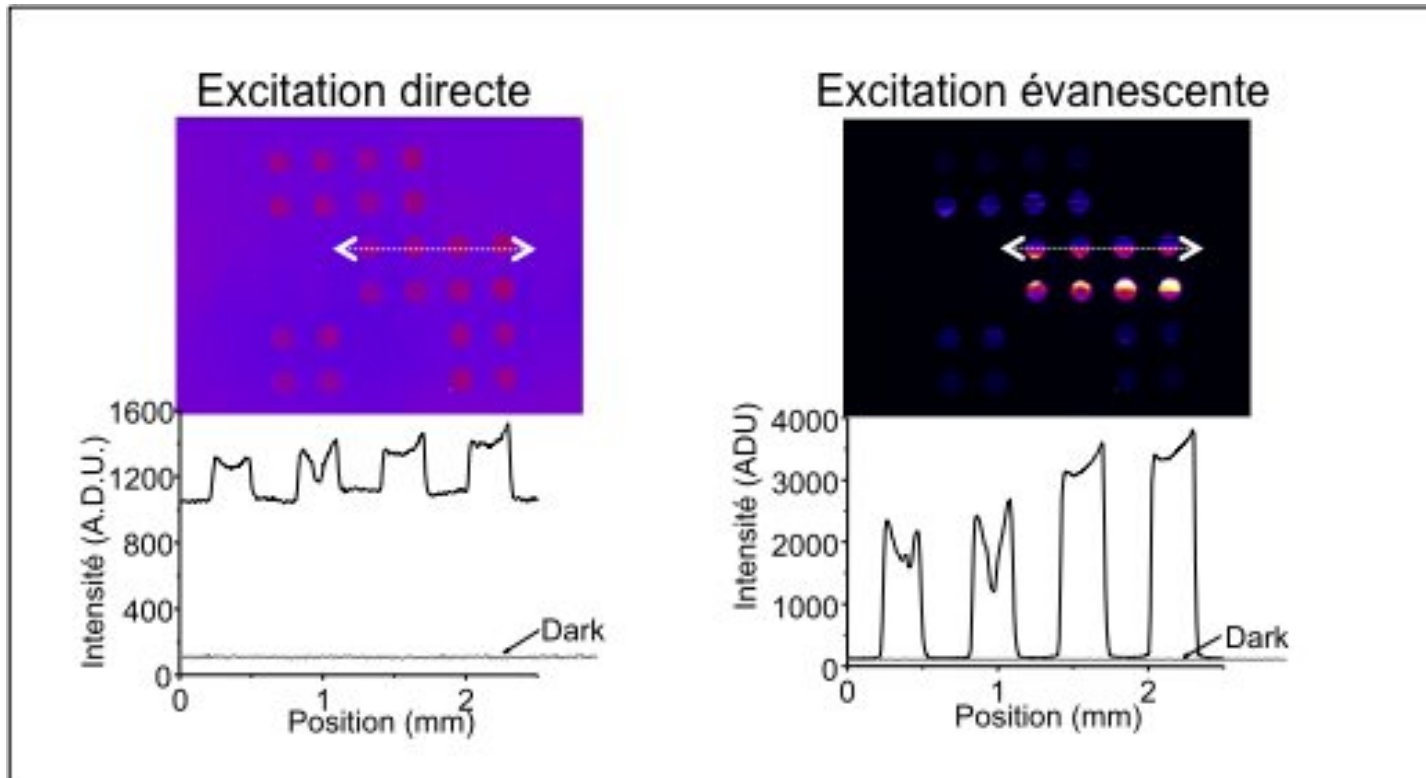 Excitation directe
Excitation évanescente
1600
1200
800
400
0
Intensité (A.D.U.)
Dark
0
1
2
Position (mm)
4000
3000
2000
1000
0
Intensité (ADU)
Dark
0
1
2
Position (mm)